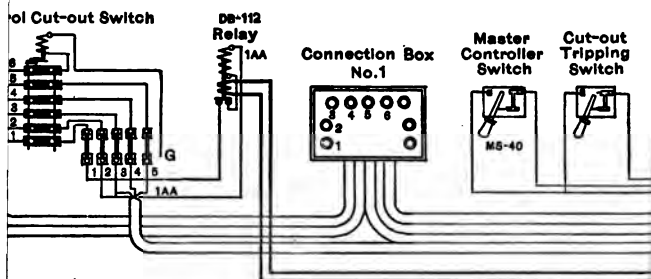 ol Cut-out Switch
DB-112
Relay
1AA
Connection Box
No.1
Master
Controller
Switch
Cut-out
Tripping
Switch
6
5
4
3
2
1
G
1 2 3 4 5
1AA
3 4 5 6
2
1
MS-40